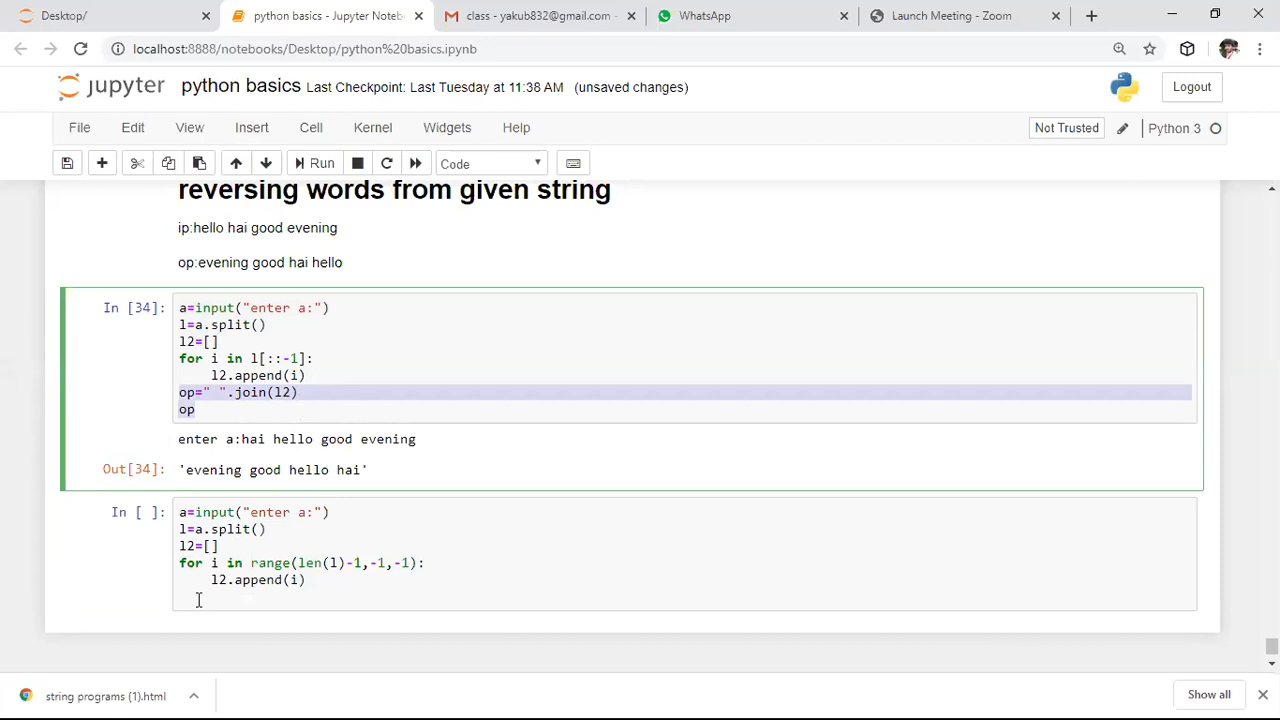 Desktop/
python basics - Jupyter Noteb
class - yakub832@gmail.com -
WhatsApp
Launch Meeting - Zoom
localhost:8888/notebooks/Desktop/python%20basics.ipynb
jupyter python basics Last Checkpoint: Last Tuesday at 11:38 AM (unsaved changes)
Logout
File Edit View Insert Cell Kernel Widgets Help
Not Trusted
Python 3
Run
Code
reversing words from given string
ip:hello hai good evening
op:evening good hai hello
In [34]:
a=input("enter a:")
l=a.split()
l2=[]
for i in l[::-1]:
    l2.append(i)
op=" ".join(l2)
op
enter a:hai hello good evening
Out[34]: 'evening good hello hai'
In [ ]:
a=input("enter a:")
l=a.split()
l2=[]
for i in range(len(l)-1,-1,-1):
    l2.append(i)
string programs (1).html
Show all